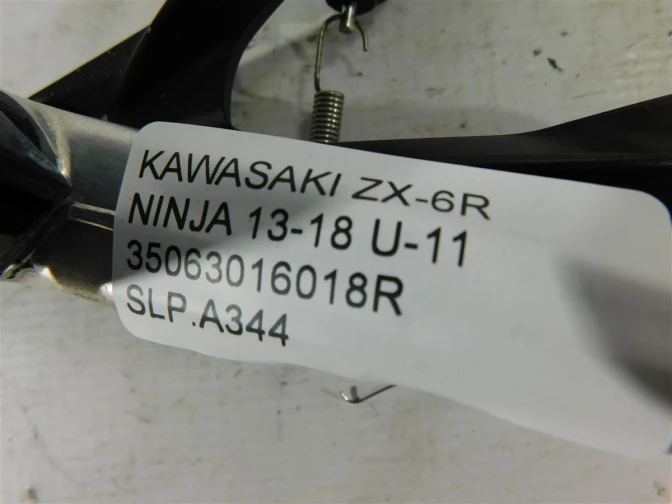 KAWASAKI ZX-6R
NINJA 13-18 U-11
35063016018R
SLP.A344